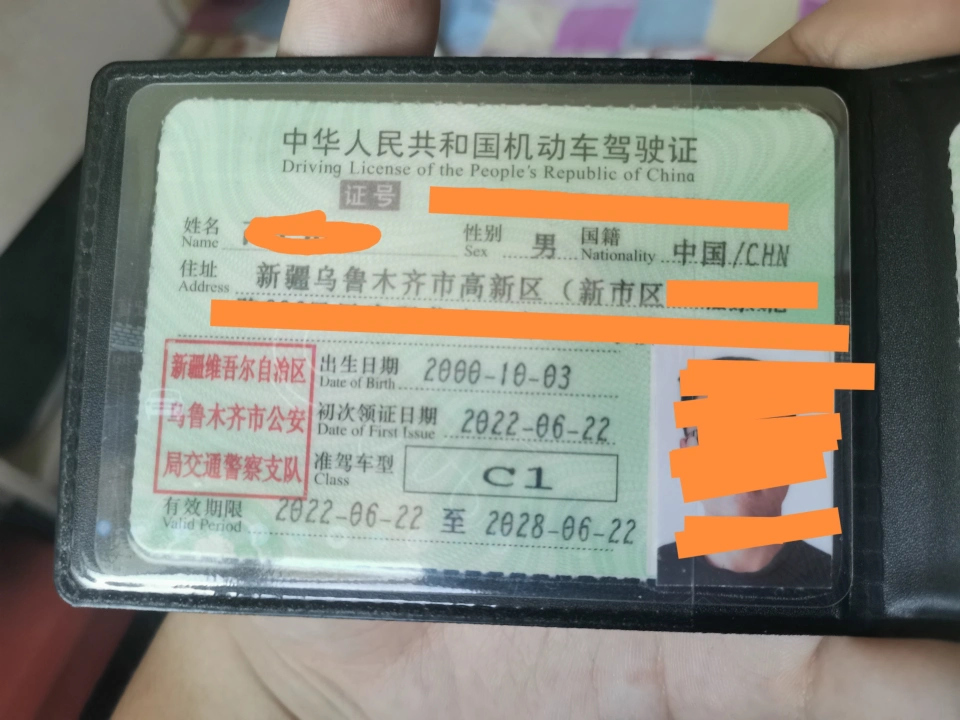 中华人民共和国机动车驾驶证
Driving License of the People's Republic of China
证号
姓名 性别 男 国籍 中国/CHN
Name Sex Nationality
住址 新疆乌鲁木齐市高新区（新市区
Address
新疆维吾尔自治区
乌鲁木齐市公安
局交通警察支队
出生日期 2000-10-03
Date of Birth
初次领证日期 2022-06-22
Date of First Issue
准驾车型 C1
Class
有效期限 2022-06-22 至 2028-06-22
Valid Period